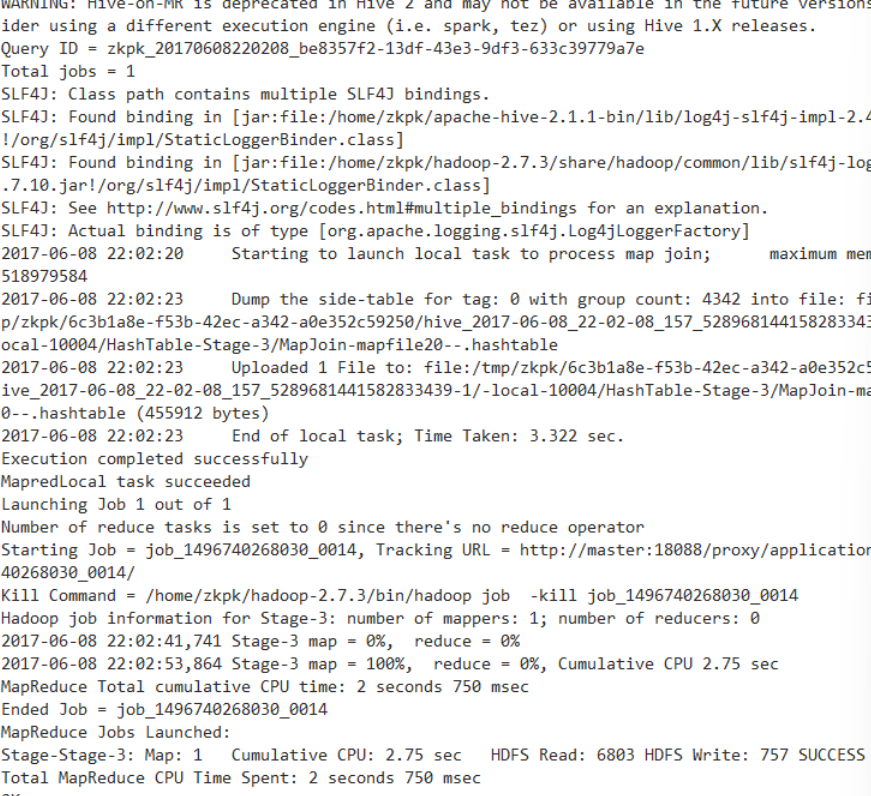 WARNING: Hive-on-MR is deprecated in Hive 2 and may not be available in the future versions
ider using a different execution engine (i.e. spark, tez) or using Hive 1.X releases.
Query ID = zkpk_20170608220208_be8357f2-13df-43e3-9df3-633c39779a7e
Total jobs = 1
SLF4J: Class path contains multiple SLF4J bindings.
SLF4J: Found binding in [jar:file:/home/zkpk/apache-hive-2.1.1-bin/lib/log4j-slf4j-impl-2.4
!/org/slf4j/impl/StaticLoggerBinder.class]
SLF4J: Found binding in [jar:file:/home/zkpk/hadoop-2.7.3/share/hadoop/common/lib/slf4j-log
.7.10.jar!/org/slf4j/impl/StaticLoggerBinder.class]
SLF4J: See http://www.slf4j.org/codes.html#multiple_bindings for an explanation.
SLF4J: Actual binding is of type [org.apache.logging.slf4j.Log4jLoggerFactory]
2017-06-08 22:02:20     Starting to launch local task to process map join;      maximum mem
518979584
2017-06-08 22:02:23     Dump the side-table for tag: 0 with group count: 4342 into file: fi
p/zkpk/6c3b1a8e-f53b-42ec-a342-a0e352c59250/hive_2017-06-08_22-02-08_157_528968144158283343
ocal-10004/HashTable-Stage-3/MapJoin-mapfile20--.hashtable
2017-06-08 22:02:23     Uploaded 1 File to: file:/tmp/zkpk/6c3b1a8e-f53b-42ec-a342-a0e352c5
ive_2017-06-08_22-02-08_157_5289681441582833439-1/-local-10004/HashTable-Stage-3/MapJoin-ma
0--.hashtable (455912 bytes)
2017-06-08 22:02:23     End of local task; Time Taken: 3.322 sec.
Execution completed successfully
MapredLocal task succeeded
Launching Job 1 out of 1
Number of reduce tasks is set to 0 since there's no reduce operator
Starting Job = job_1496740268030_0014, Tracking URL = http://master:18088/proxy/application
40268030_0014/
Kill Command = /home/zkpk/hadoop-2.7.3/bin/hadoop job  -kill job_1496740268030_0014
Hadoop job information for Stage-3: number of mappers: 1; number of reducers: 0
2017-06-08 22:02:41,741 Stage-3 map = 0%,  reduce = 0%
2017-06-08 22:02:53,864 Stage-3 map = 100%,  reduce = 0%, Cumulative CPU 2.75 sec
MapReduce Total cumulative CPU time: 2 seconds 750 msec
Ended Job = job_1496740268030_0014
MapReduce Jobs Launched:
Stage-Stage-3: Map: 1   Cumulative CPU: 2.75 sec   HDFS Read: 6803 HDFS Write: 757 SUCCESS
Total MapReduce CPU Time Spent: 2 seconds 750 msec